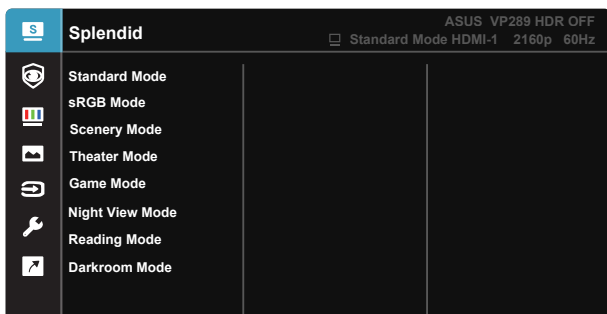 S
ASUS VP289 HDR OFF
Splendid
Standard Mode HDMI-1 2160p 60Hz
Standard Mode
sRGB Mode
Scenery Mode
Theater Mode
Game Mode
Night View Mode
Reading Mode
Darkroom Mode